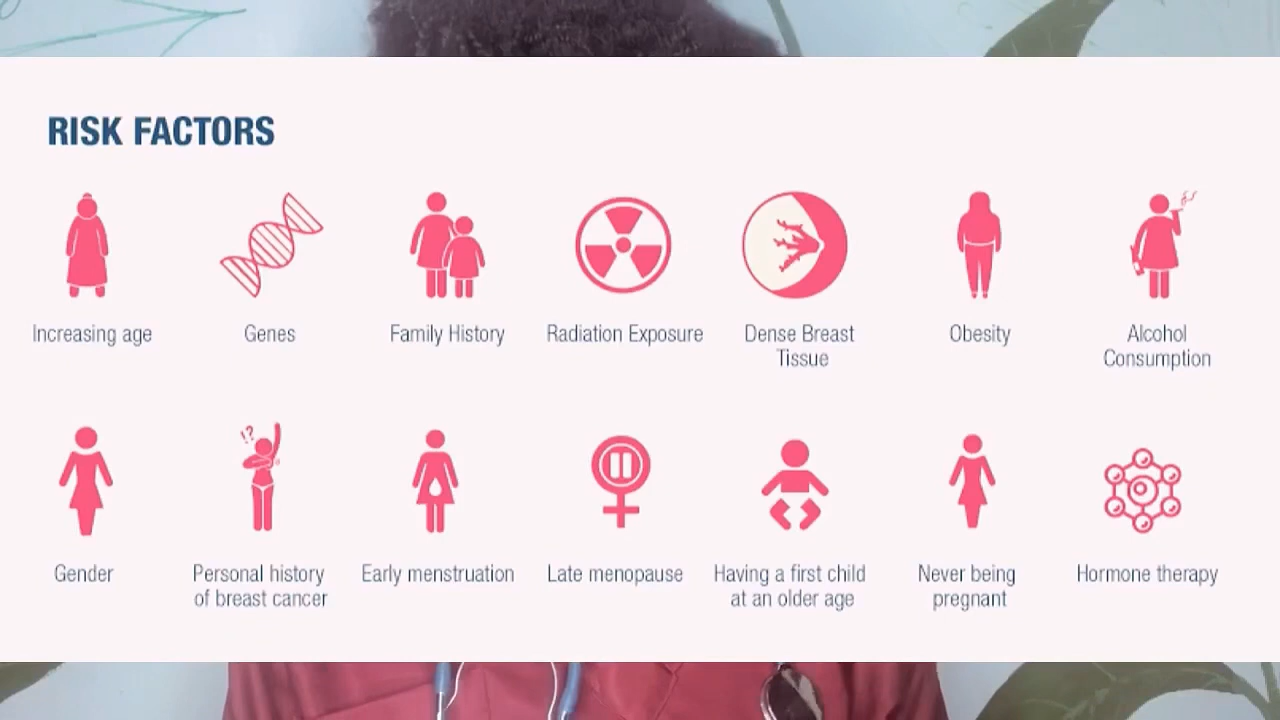 RISK FACTORS
Increasing age
Genes
Family History
Radiation Exposure
Dense Breast
Tissue
Obesity
Alcohol
Consumption
!?
Gender
Personal history
of breast cancer
Early menstruation
Late menopause
Having a first child
at an older age
Never being
pregnant
Hormone therapy